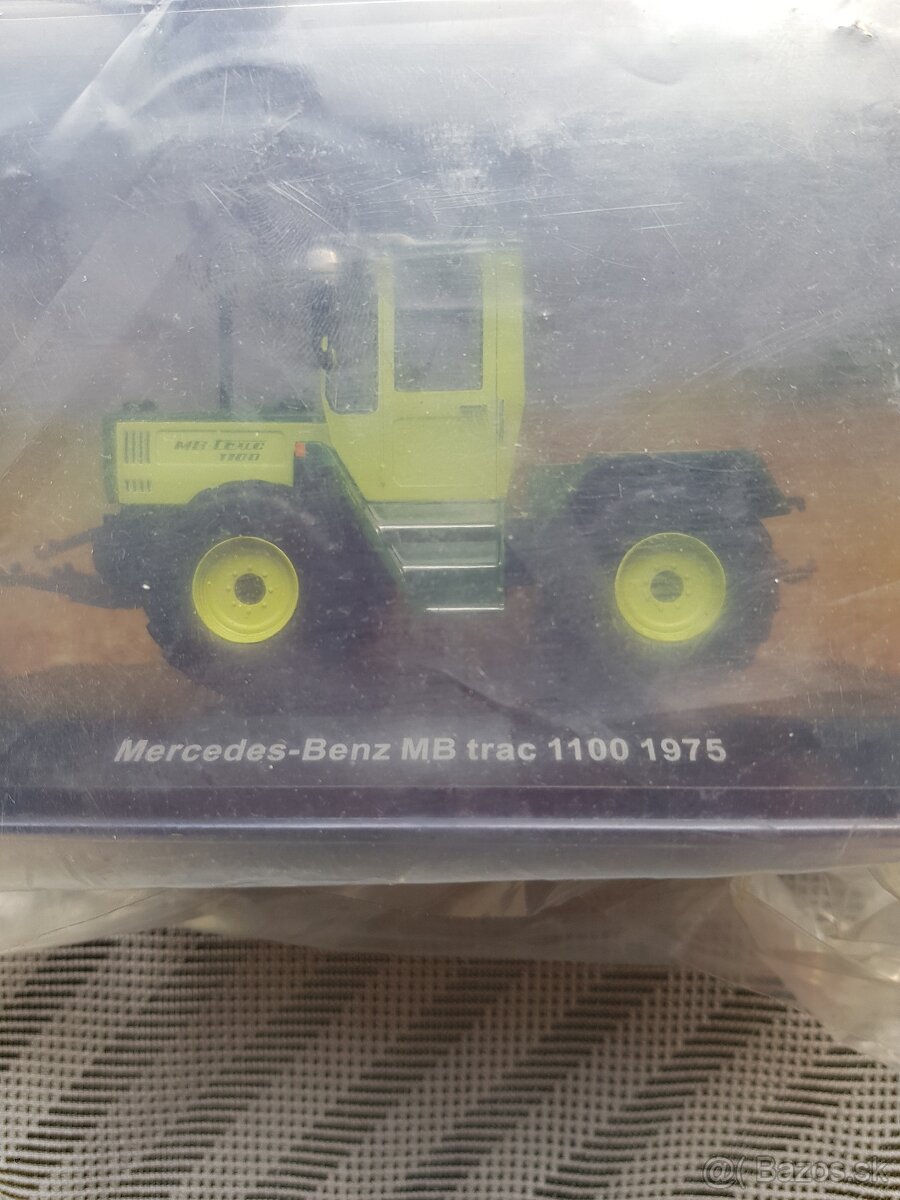 MB trac
1100
Mercedes-Benz MB trac 1100 1975
@( Bazos.sk